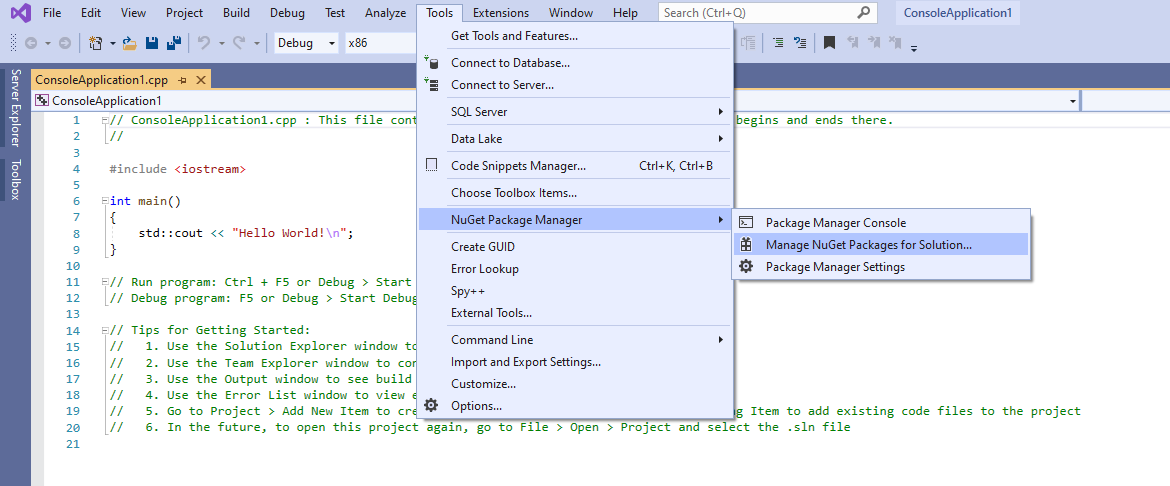 File Edit View Project Build Debug Test Analyze Tools Extensions Window Help Search (Ctrl+Q) ConsoleApplication1
Debug x86
Server Explorer
Toolbox
ConsoleApplication1.cpp
ConsoleApplication1
1 // ConsoleApplication1.cpp : This file cont begins and ends there.
2 //
3
4 #include <iostream>
5
6 int main()
7 {
8 std::cout << "Hello World!\n";
9 }
10
11 // Run program: Ctrl + F5 or Debug > Start
12 // Debug program: F5 or Debug > Start Debug
13
14 // Tips for Getting Started:
15 // 1. Use the Solution Explorer window to
16 // 2. Use the Team Explorer window to con
17 // 3. Use the Output window to see build
18 // 4. Use the Error List window to view e
19 // 5. Go to Project > Add New Item to cre g Item to add existing code files to the project
20 // 6. In the future, to open this project again, go to File > Open > Project and select the .sln file
21
Get Tools and Features...
Connect to Database...
Connect to Server...
SQL Server
Data Lake
Code Snippets Manager... Ctrl+K, Ctrl+B
Choose Toolbox Items...
NuGet Package Manager
Create GUID
Error Lookup
Spy++
External Tools...
Command Line
Import and Export Settings...
Customize...
Options...
Package Manager Console
Manage NuGet Packages for Solution...
Package Manager Settings